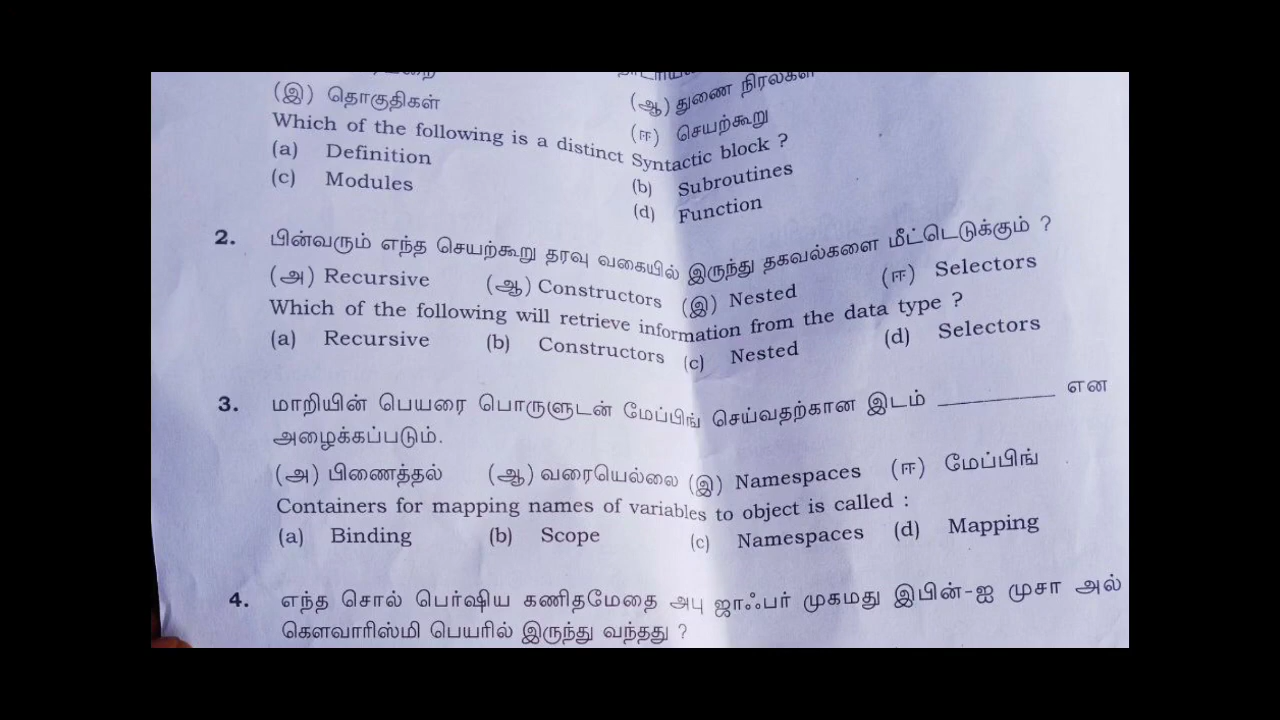 (இ) தொகுதிகள் (ஆ) துணை நிரல்கள்
(ஈ) செயற்கூறு
Which of the following is a distinct Syntactic block ?
(a) Definition (b) Subroutines
(c) Modules (d) Function
2. பின்வரும் எந்த செயற்கூறு தரவு வகையில் இருந்து தகவல்களை மீட்டெடுக்கும் ?
(அ) Recursive (ஆ) Constructors (இ) Nested (ஈ) Selectors
Which of the following will retrieve information from the data type ?
(a) Recursive (b) Constructors (c) Nested (d) Selectors
3. மாறியின் பெயரை பொருளுடன் மேப்பிங் செய்வதற்கான இடம் __________ என
அழைக்கப்படும்.
(அ) பிணைத்தல் (ஆ) வரையெல்லை (இ) Namespaces (ஈ) மேப்பிங்
Containers for mapping names of variables to object is called :
(a) Binding (b) Scope (c) Namespaces (d) Mapping
4. எந்த சொல் பெர்ஷிய கணிதமேதை அபு ஜாஃபர் முகமது இபின்-ஐ முசா அல்
கௌவாரிஸ்மி பெயரில் இருந்து வந்தது ?